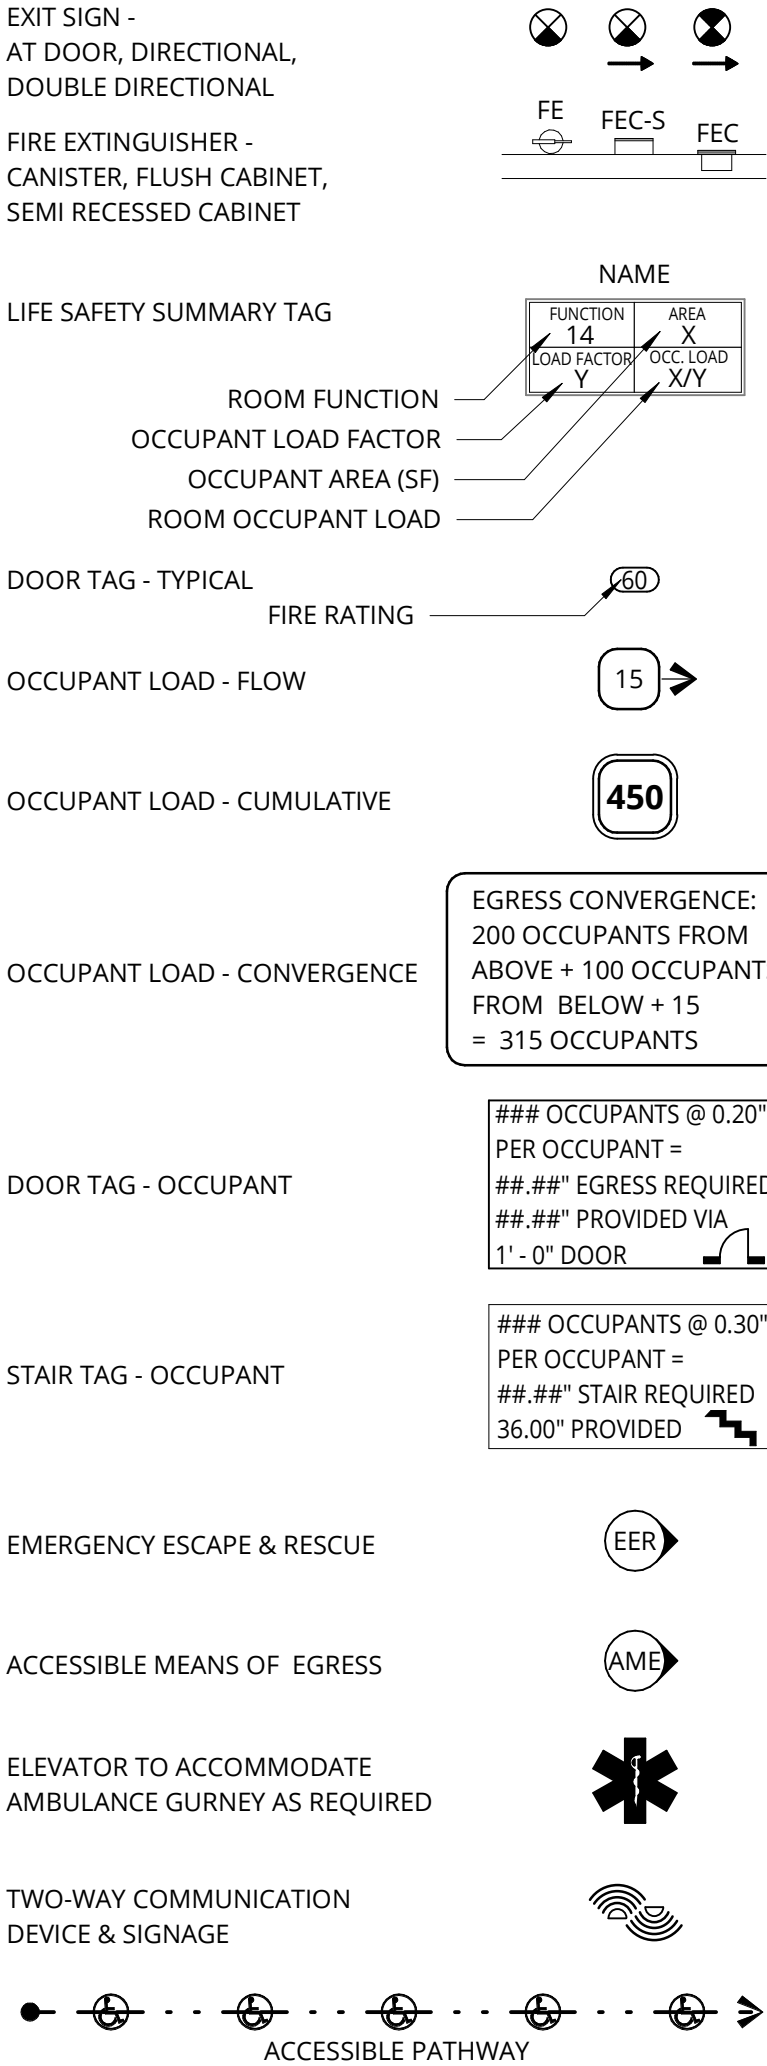 EXIT SIGN -
AT DOOR, DIRECTIONAL,
DOUBLE DIRECTIONAL
FIRE EXTINGUISHER -
CANISTER, FLUSH CABINET,
SEMI RECESSED CABINET
FE
FEC-S
FEC
LIFE SAFETY SUMMARY TAG
NAME
FUNCTION
14
AREA
X
LOAD FACTOR
Y
OCC. LOAD
X/Y
ROOM FUNCTION
OCCUPANT LOAD FACTOR
OCCUPANT AREA (SF)
ROOM OCCUPANT LOAD
DOOR TAG - TYPICAL
60
FIRE RATING
OCCUPANT LOAD - FLOW
15
OCCUPANT LOAD - CUMULATIVE
450
OCCUPANT LOAD - CONVERGENCE
EGRESS CONVERGENCE:
200 OCCUPANTS FROM
ABOVE + 100 OCCUPANT
FROM BELOW + 15
= 315 OCCUPANTS
DOOR TAG - OCCUPANT
### OCCUPANTS @ 0.20"
PER OCCUPANT =
##.##" EGRESS REQUIRED
##.##" PROVIDED VIA
1' - 0" DOOR
STAIR TAG - OCCUPANT
### OCCUPANTS @ 0.30"
PER OCCUPANT =
##.##" STAIR REQUIRED
36.00" PROVIDED
EMERGENCY ESCAPE & RESCUE
EER
ACCESSIBLE MEANS OF EGRESS
AME
ELEVATOR TO ACCOMMODATE
AMBULANCE GURNEY AS REQUIRED
TWO-WAY COMMUNICATION
DEVICE & SIGNAGE
ACCESSIBLE PATHWAY